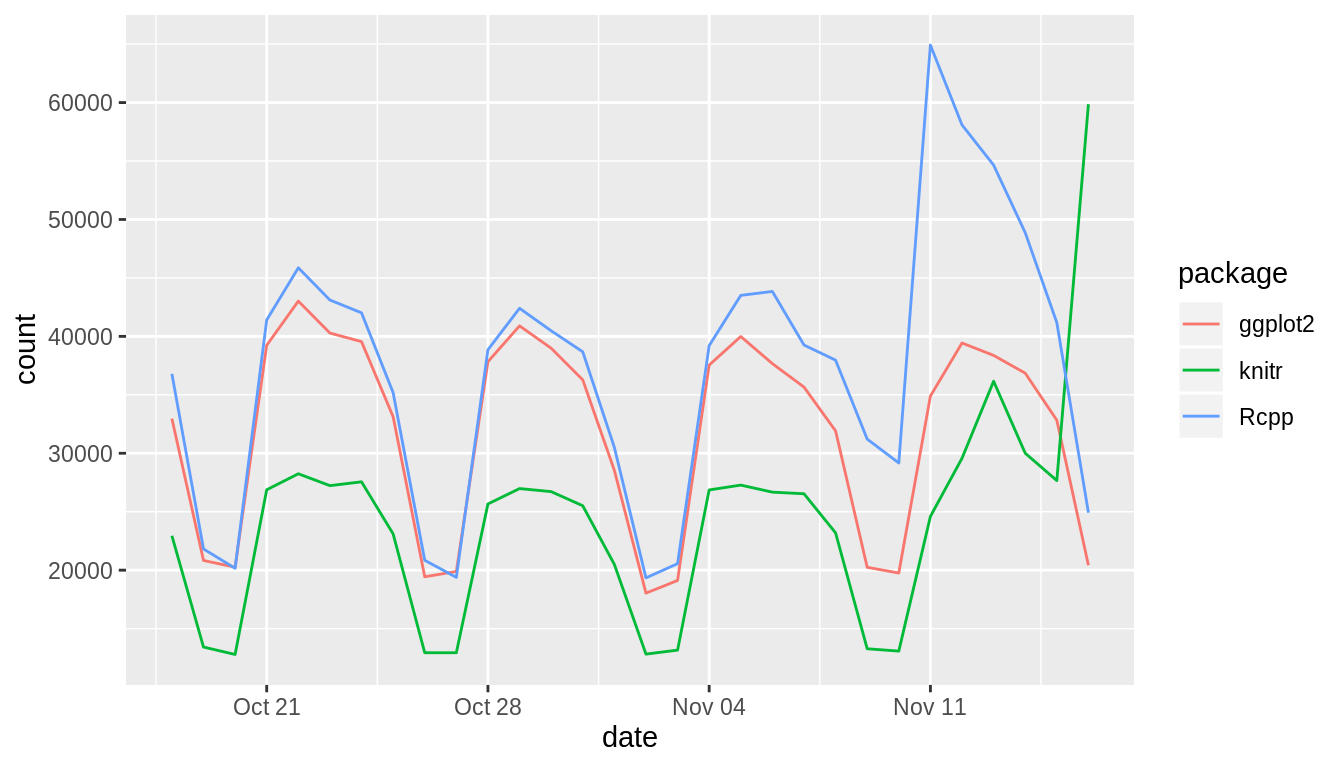 count
60000
50000
40000
30000
20000
Oct 21
Oct 28
Nov 04
Nov 11
date
package
ggplot2
knitr
Rcpp